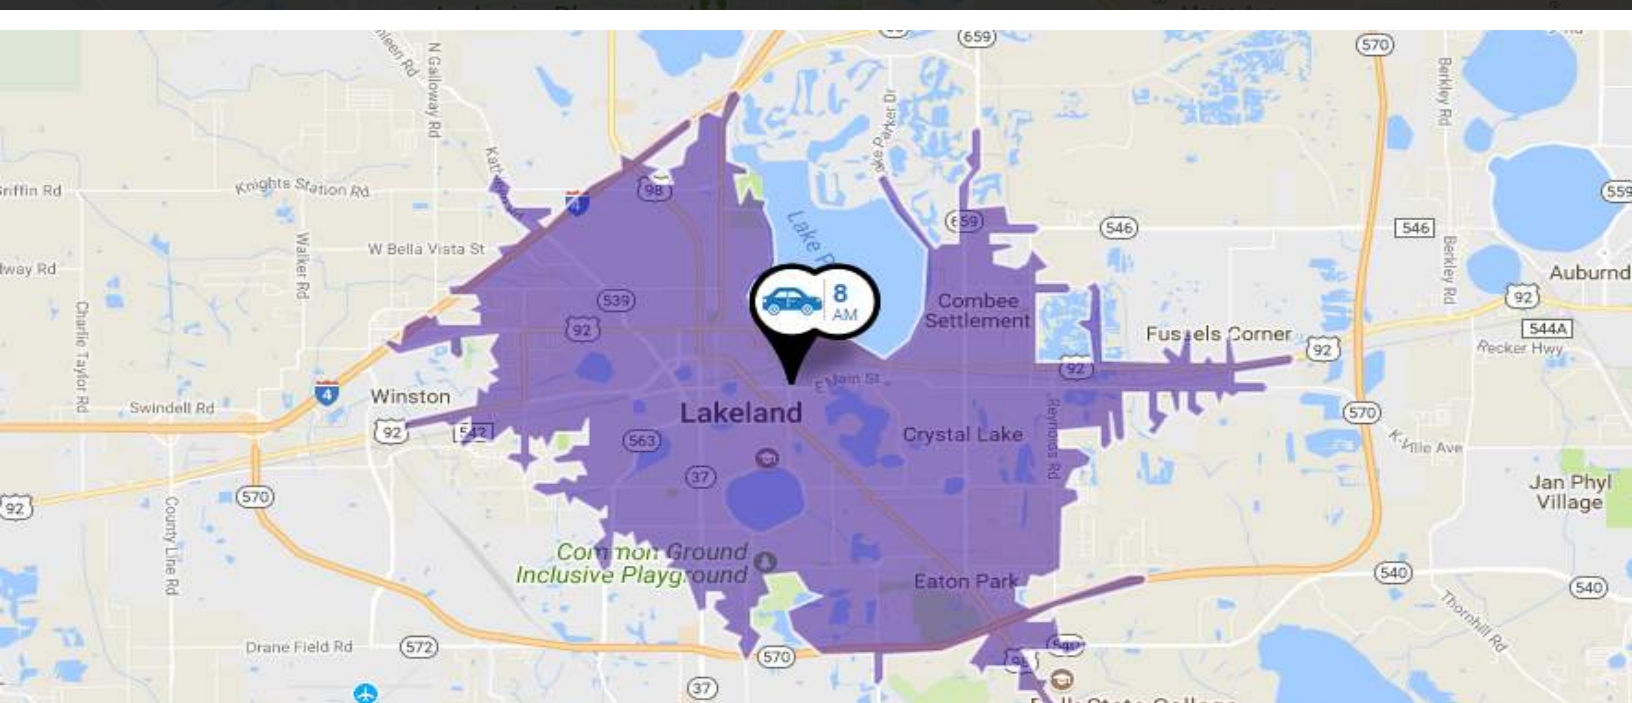 659
570
Berkley Rd
N Galloway Rd
Knights Station Rd
98
4
559
659
546
546
W Bella Vista St
Walker Rd
Berkley Rd
539
92
8
AM
Combee
Settlement
92
544A
Fussels Corner
92
Recker Hwy
Charlie Taylor Rd
4
Winston
92
E Main St
Swindell Rd
92
542
Lakeland
563
Crystal Lake
Reynolds Rd
570
K-Ville Ave
37
570
92
County Line Rd
Jan Phyl
Village
Common Ground
Inclusive Playground
Eaton Park
540
540
Thornhill Rd
Drane Field Rd
572
570
540
37